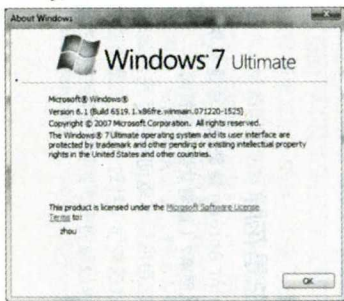 About Windows
Windows 7 Ultimate
Microsoft® Windows®
Version 6.1 (Build 6519.1.x86fre.winmain.071220-1525)
Copyright © 2007 Microsoft Corporation. All rights reserved.
The Windows® 7 Ultimate operating system and its user interface are
protected by trademark and other pending or existing intellectual property
rights in the United States and other countries.
This product is licensed under the Microsoft Software License
Terms to:
zhou
OK